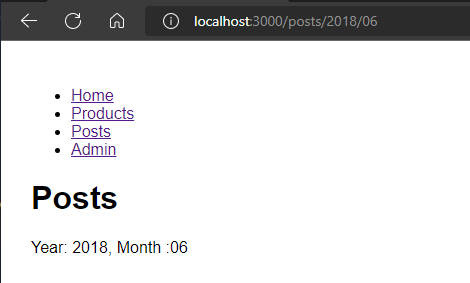 localhost:3000/posts/2018/06
Home
Products
Posts
Admin
Posts
Year: 2018, Month :06